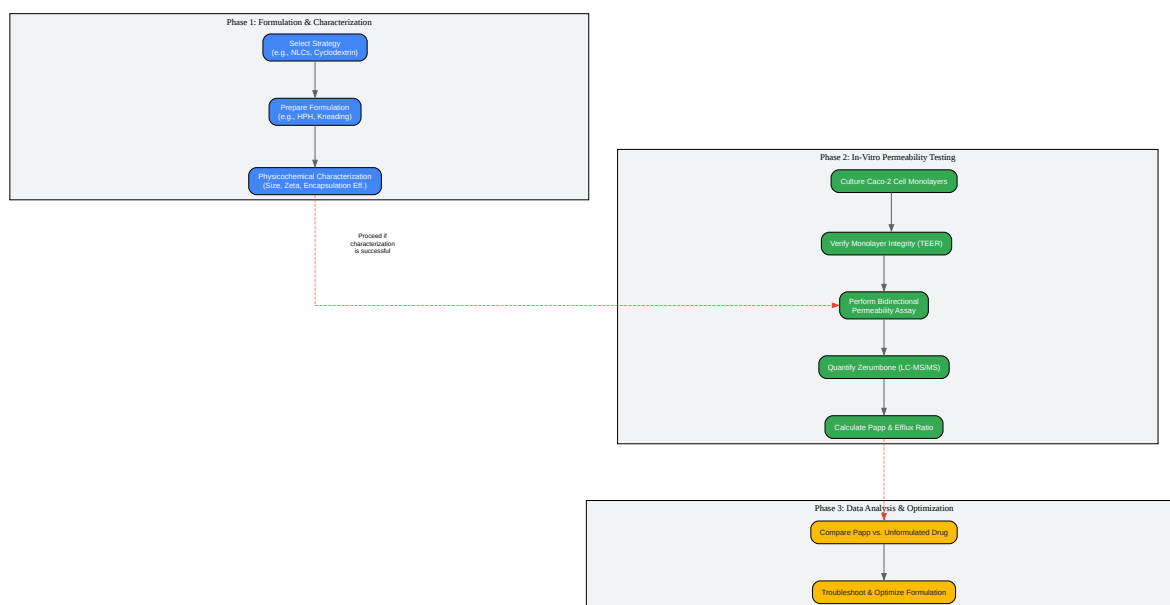 Phase 1: Formulation & Characterization
Select Strategy
(e.g., NLCs, Cyclodextrin)
Prepare Formulation
(e.g., HPH, Kneading)
Physicochemical Characterization
(Size, Zeta, Encapsulation Eff.)
Proceed if
characterization
is successful
Phase 2: In-Vitro Permeability Testing
Culture Caco-2 Cell Monolayers
Verify Monolayer Integrity (TEER)
Perform Bidirectional
Permeability Assay
Quantify Zerumbone (LC-MS/MS)
Calculate Papp & Efflux Ratio
Phase 3: Data Analysis & Optimization
Compare Papp vs. Unformulated Drug
Troubleshoot & Optimize Formulation